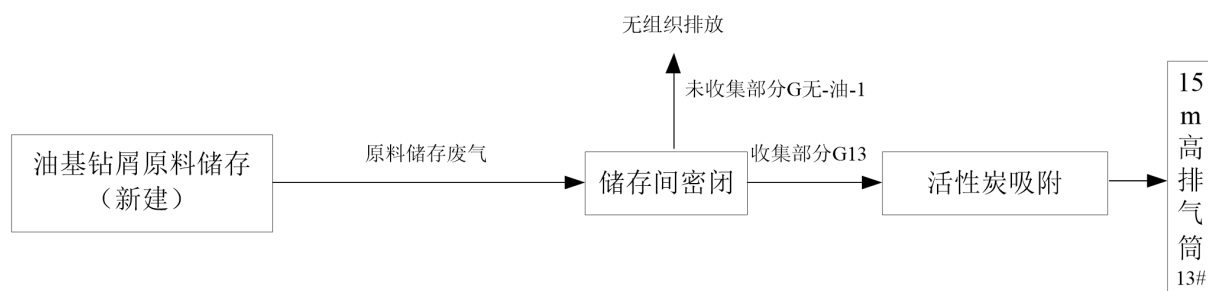 无组织排放
未收集部分G无-油-1
油基钻屑原料储存
（新建）
原料储存废气
储存间密闭
收集部分G13
活性炭吸附
15
m
高
排
气
筒
13#